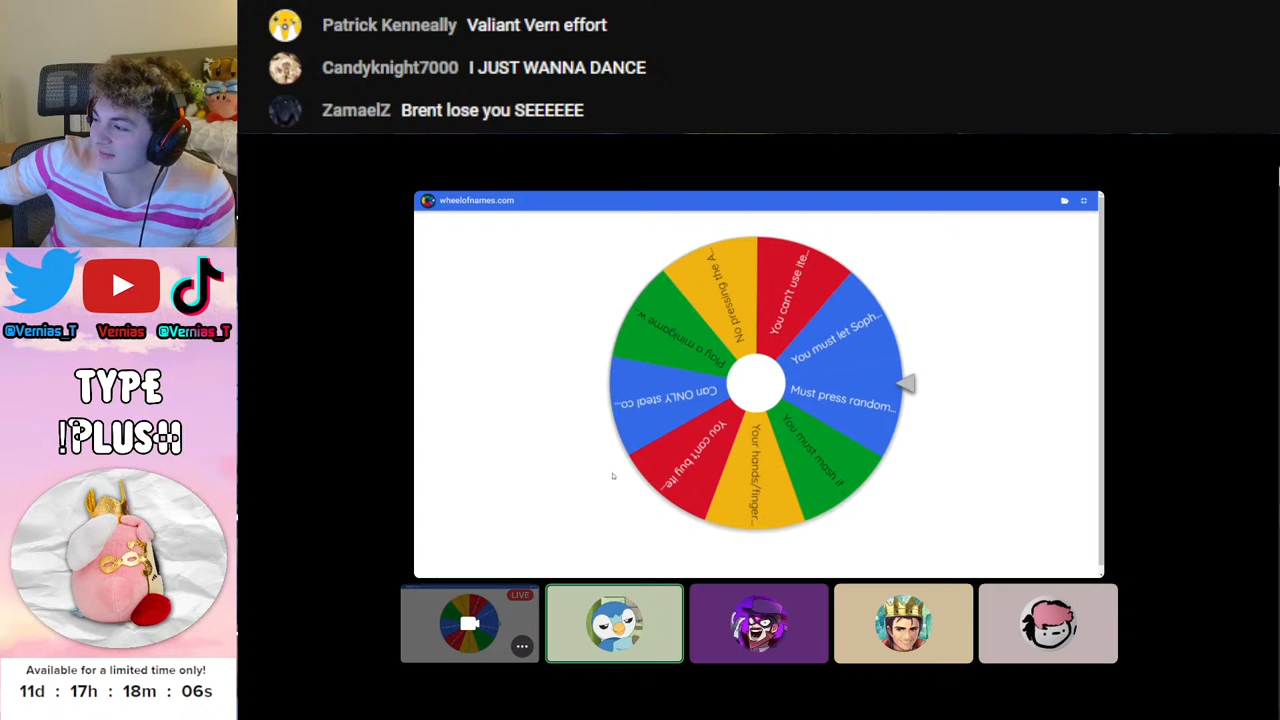 Patrick Kenneally Valiant Vern effort
Candyknight7000 I JUST WANNA DANCE
ZamaelZ Brent lose you SEEEEEE
wheelofnames.com
No pressing the A...
You can't use ite...
You must let Soph...
Must press random...
You must mash if...
Your hands/finger...
You can't buy ite...
Can ONLY steal co...
Play a minigame w...
@Vernias_T
Vernias
@Vernias_T
TYPE
!PLUSH
Available for a limited time only!
11d : 17h : 18m : 06s
LIVE